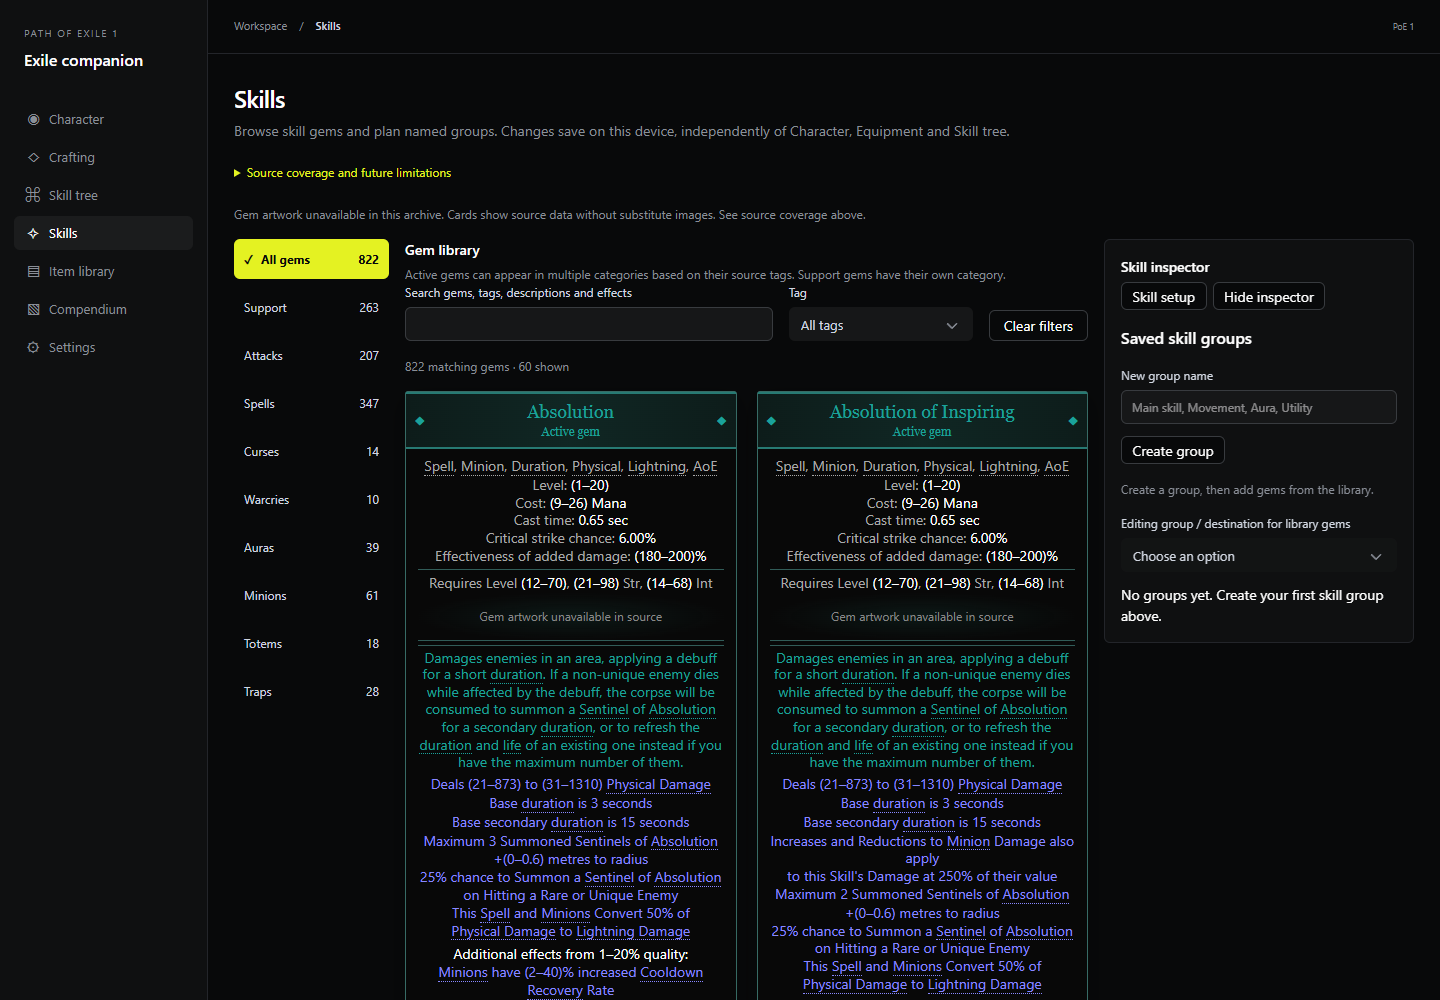 PATH OF EXILE 1
Exile companion
Character
Crafting
Skill tree
Skills
Item library
Compendium
Settings
Workspace / Skills
PoE 1
Skills
Browse skill gems and plan named groups. Changes save on this device, independently of Character, Equipment and Skill tree.
Source coverage and future limitations
Gem artwork unavailable in this archive. Cards show source data without substitute images. See source coverage above.
✓ All gems 822
Support 263
Attacks 207
Spells 347
Curses 14
Warcries 10
Auras 39
Minions 61
Totems 18
Traps 28
Gem library
Active gems can appear in multiple categories based on their source tags. Support gems have their own category.
Search gems, tags, descriptions and effects
Tag
All tags
Clear filters
822 matching gems · 60 shown
Absolution
Active gem
Spell, Minion, Duration, Physical, Lightning, AoE
Level: (1–20)
Cost: (9–26) Mana
Cast time: 0.65 sec
Critical strike chance: 6.00%
Effectiveness of added damage: (180–200)%
Requires Level (12–70), (21–98) Str, (14–68) Int
Gem artwork unavailable in source
Damages enemies in an area, applying a debuff
for a short duration. If a non-unique enemy dies
while affected by the debuff, the corpse will be
consumed to summon a Sentinel of Absolution
for a secondary duration, or to refresh the
duration and life of an existing one instead if you
have the maximum number of them.
Deals (21–873) to (31–1310) Physical Damage
Base duration is 3 seconds
Base secondary duration is 15 seconds
Maximum 3 Summoned Sentinels of Absolution
+(0–0.6) metres to radius
25% chance to Summon a Sentinel of Absolution
on Hitting a Rare or Unique Enemy
This Spell and Minions Convert 50% of
Physical Damage to Lightning Damage
Additional effects from 1–20% quality:
Minions have (2–40)% increased Cooldown
Recovery Rate
Absolution of Inspiring
Active gem
Spell, Minion, Duration, Physical, Lightning, AoE
Level: (1–20)
Cost: (9–26) Mana
Cast time: 0.65 sec
Critical strike chance: 6.00%
Effectiveness of added damage: (180–200)%
Requires Level (12–70), (21–98) Str, (14–68) Int
Gem artwork unavailable in source
Damages enemies in an area, applying a debuff
for a short duration. If a non-unique enemy dies
while affected by the debuff, the corpse will be
consumed to summon a Sentinel of Absolution
for a secondary duration, or to refresh the
duration and life of an existing one instead if you
have the maximum number of them.
Deals (21–873) to (31–1310) Physical Damage
Base duration is 3 seconds
Base secondary duration is 15 seconds
Increases and Reductions to Minion Damage also
apply
to this Skill's Damage at 250% of their value
Maximum 2 Summoned Sentinels of Absolution
+(0–0.6) metres to radius
25% chance to Summon a Sentinel of Absolution
on Hitting a Rare or Unique Enemy
This Spell and Minions Convert 50% of
Physical Damage to Lightning Damage
Skill inspector
Skill setup
Hide inspector
Saved skill groups
New group name
Main skill, Movement, Aura, Utility
Create group
Create a group, then add gems from the library.
Editing group / destination for library gems
Choose an option
No groups yet. Create your first skill group
above.